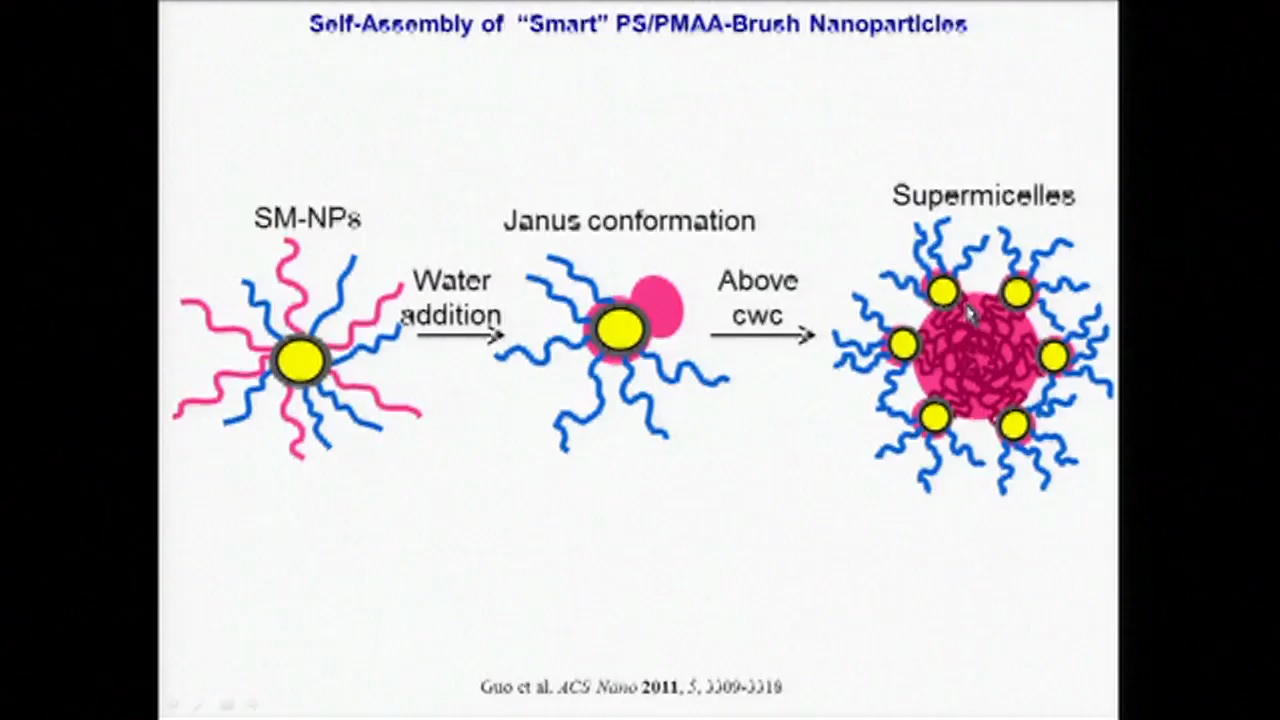 Self-Assembly of "Smart" PS/PMAA-Brush Nanoparticles
SM-NPs
Water
addition
Janus conformation
Above
cwc
Supermicelles
Guo et al. ACS Nano 2011, 5,